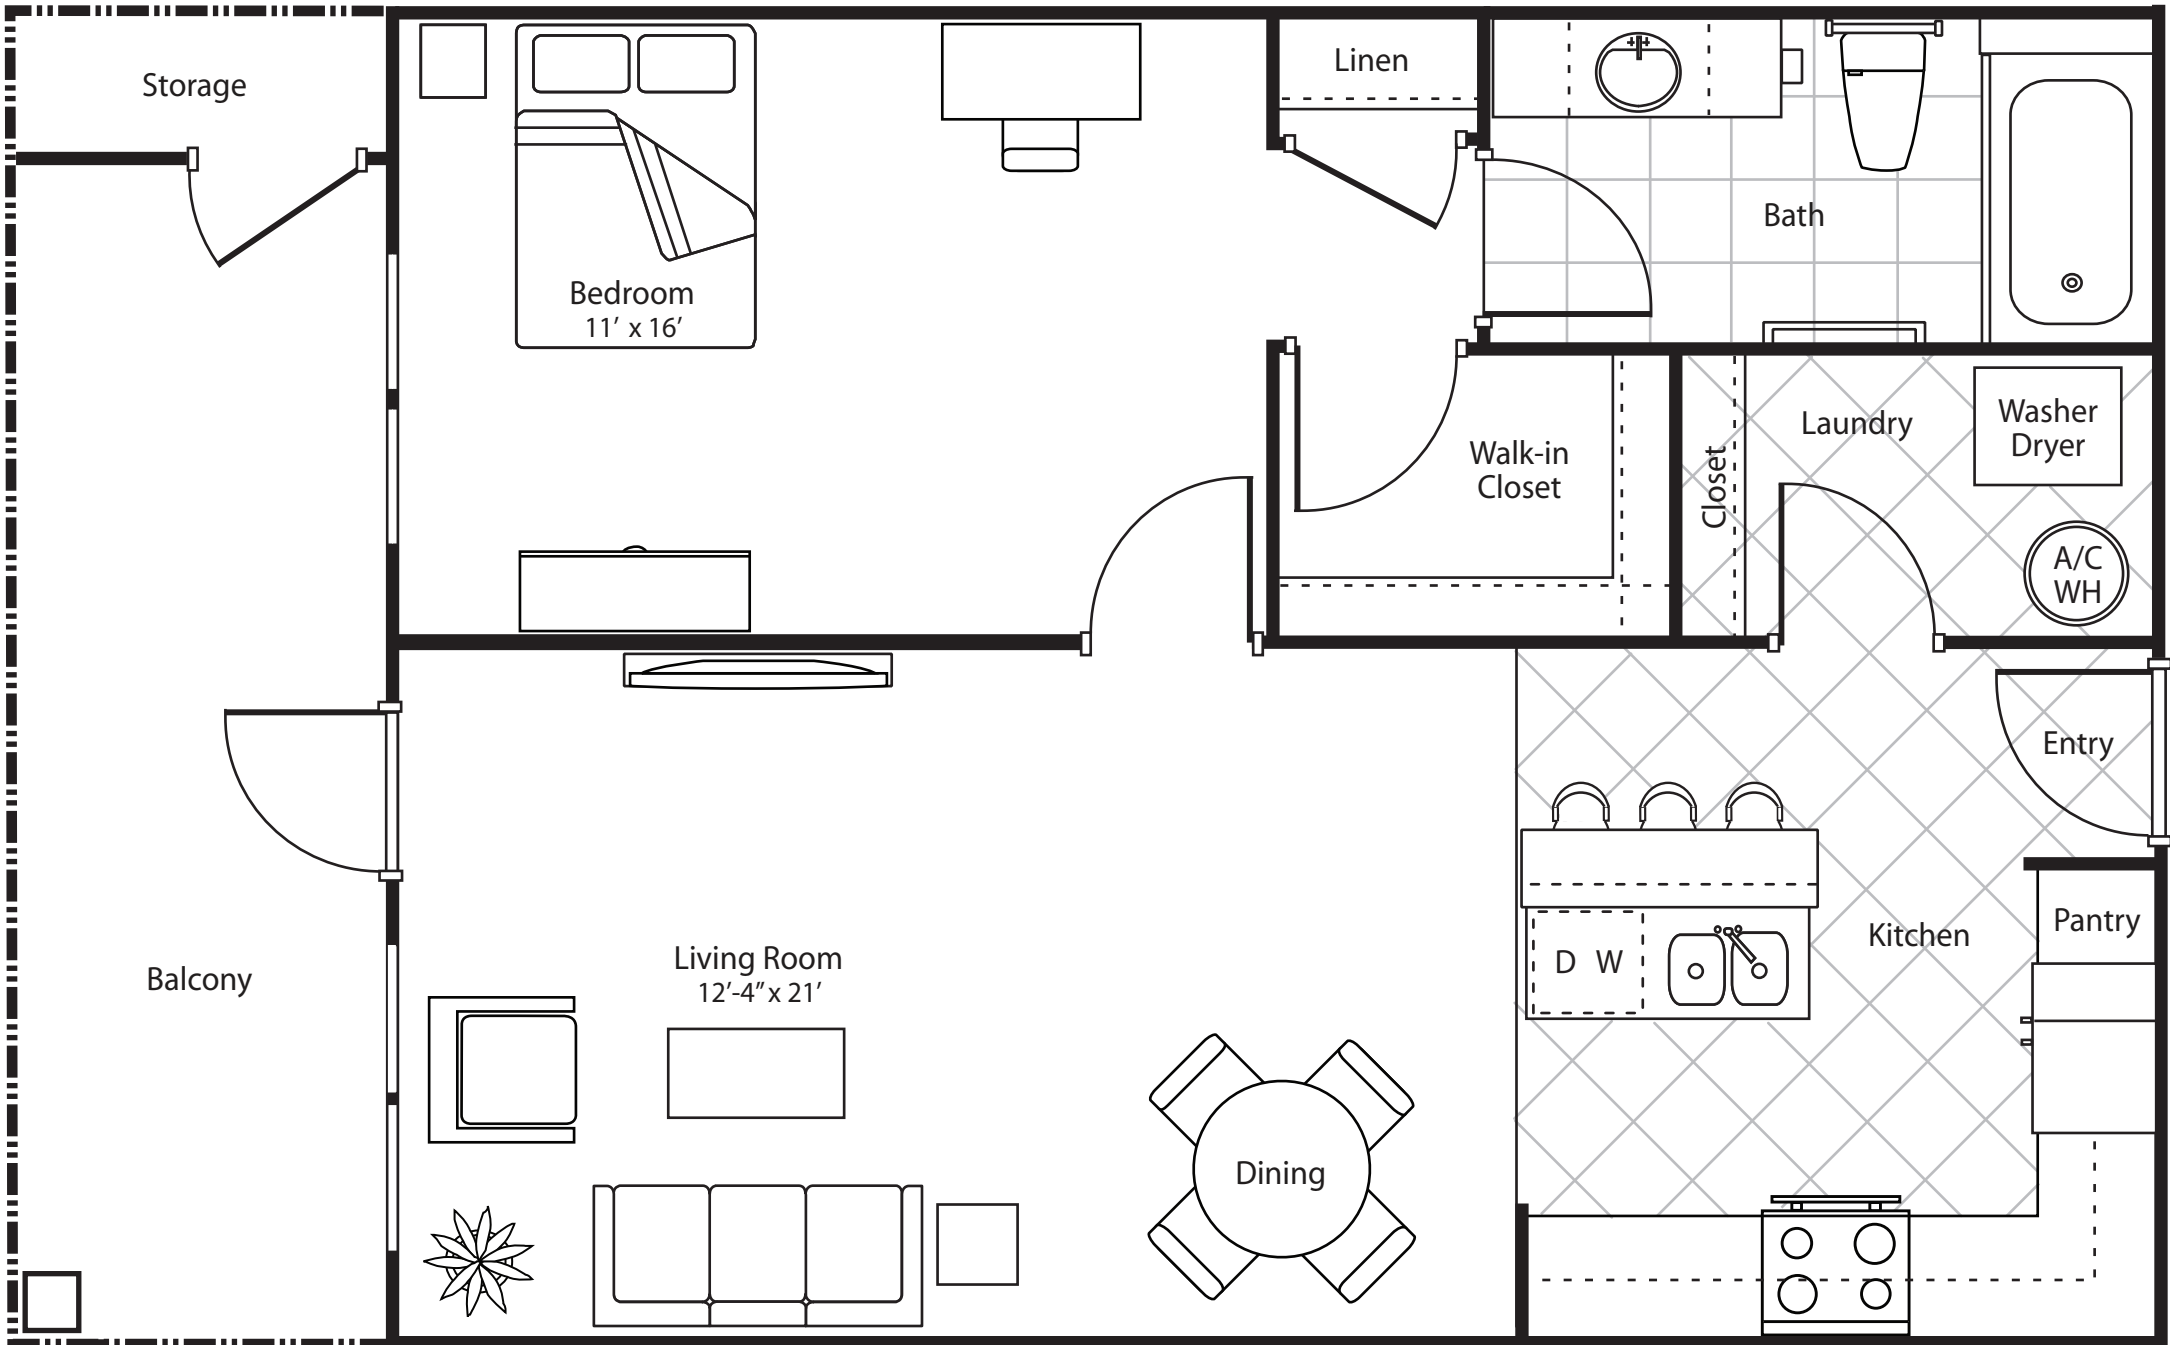 Storage
Linen
Bath
Bedroom
11’ x 16’
Walk-in
Closet
Closet
Laundry
Washer
Dryer
A/C
WH
Entry
Living Room
12’-4” x 21’
Balcony
D W
Kitchen
Pantry
Dining